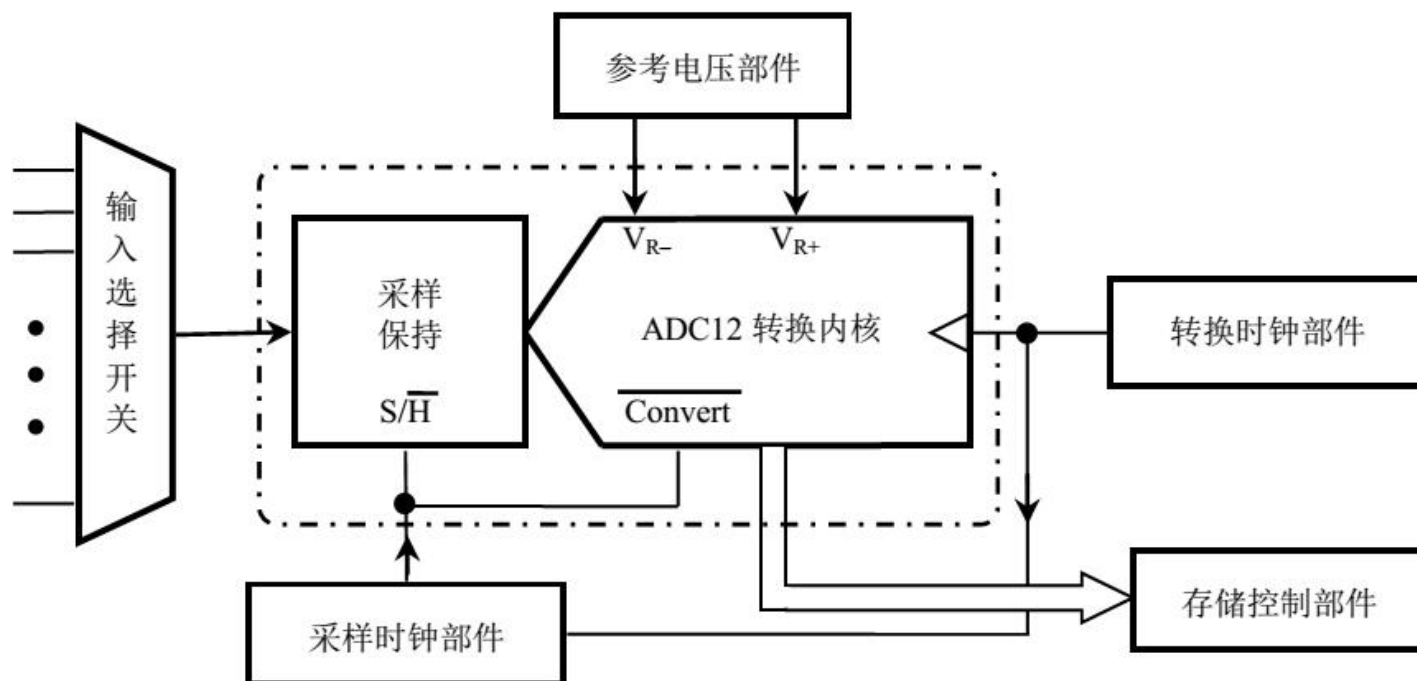 参考电压部件
输
入
选
择
开
关
V_R–
V_R+
采样
保持
S/H̅
ADC12 转换内核
C̅o̅n̅v̅e̅r̅t̅
转换时钟部件
采样时钟部件
存储控制部件